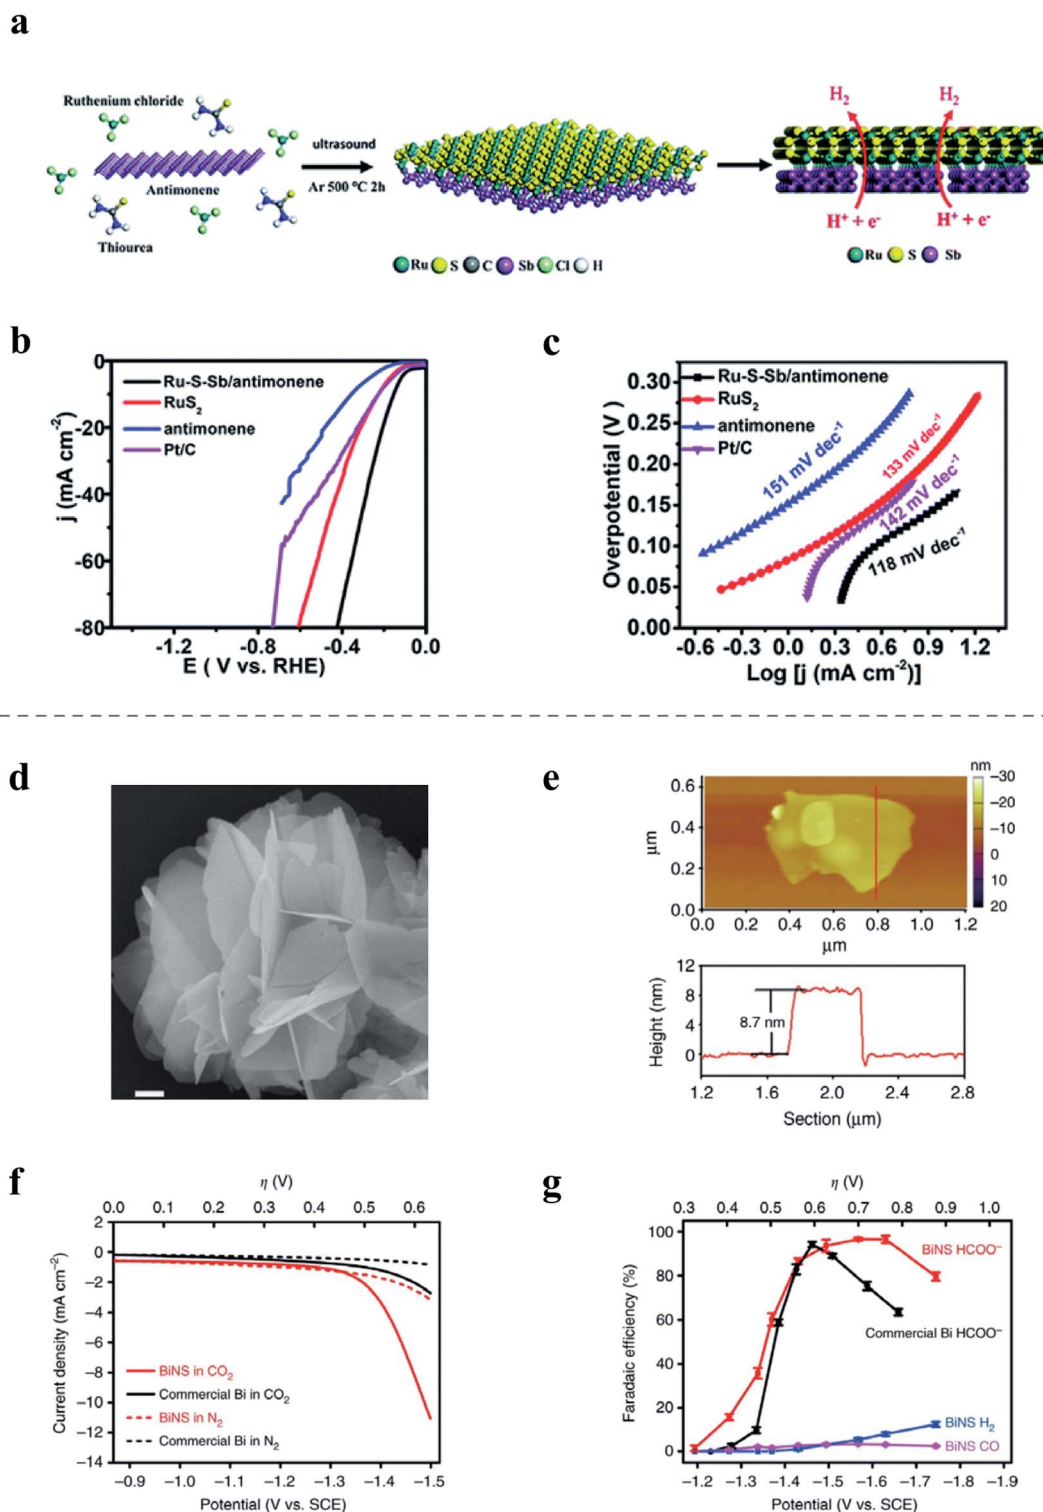 a
Ruthenium chloride
Antimonene
Thiourea
ultrasound
Ar 500 °C 2h
Ru S C Sb Cl H
H₂ H₂
H⁺ + e⁻ H⁺ + e⁻
Ru S Sb
b
0
-20
-40
-60
-80
j (mA cm⁻²)
Ru-S-Sb/antimonene
RuS₂
antimonene
Pt/C
-1.2 -0.8 -0.4 0.0
E ( V vs. RHE)
c
0.30
0.25
0.20
0.15
0.10
0.05
0.00
Overpotential (V)
Ru-S-Sb/antimonene
RuS₂
antimonene
Pt/C
151 mV dec⁻¹
133 mV dec⁻¹
142 mV dec⁻¹
118 mV dec⁻¹
-0.6 -0.3 0.0 0.3 0.6 0.9 1.2
Log [j (mA cm⁻²)]
d
e
nm
−30
−20
−10
0
10
20
0.6
0.4
0.2
0.0
μm
0.0 0.2 0.4 0.6 0.8 1.0 1.2
μm
12
8
4
0
Height (nm)
8.7 nm
1.2 1.6 2.0 2.4 2.8
Section (μm)
f
η (V)
0.0 0.1 0.2 0.3 0.4 0.5 0.6
2
0
−2
−4
−6
−8
−10
−12
−14
Current density (mA cm⁻²)
BiNS in CO₂
Commercial Bi in CO₂
BiNS in N₂
Commercial Bi in N₂
−0.9 −1.0 −1.1 −1.2 −1.3 −1.4 −1.5
Potential (V vs. SCE)
g
η (V)
0.3 0.4 0.5 0.6 0.7 0.8 0.9 1.0
100
80
60
40
20
0
Faradaic efficiency (%)
BiNS HCOO⁻
Commercial Bi HCOO⁻
BiNS H₂
BiNS CO
−1.2 −1.3 −1.4 −1.5 −1.6 −1.7 −1.8 −1.9
Potential (V vs. SCE)